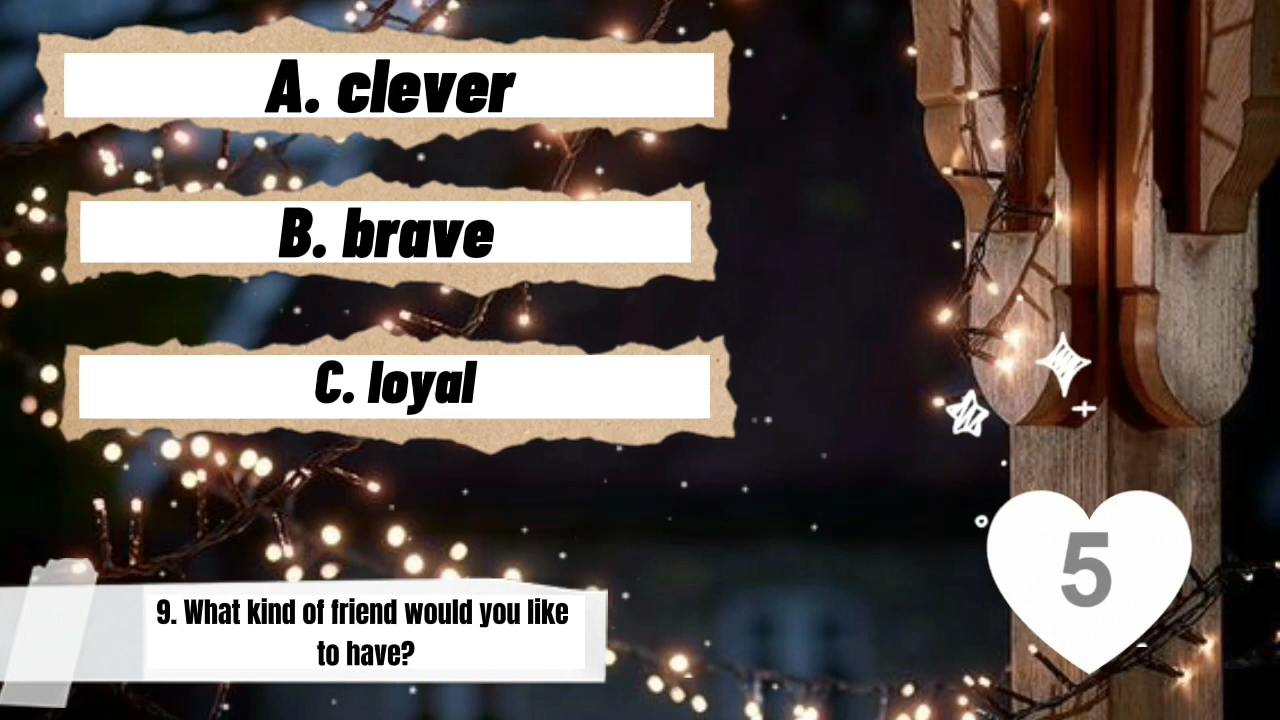 A. clever
B. brave
C. loyal
9. What kind of friend would you like
to have?
5